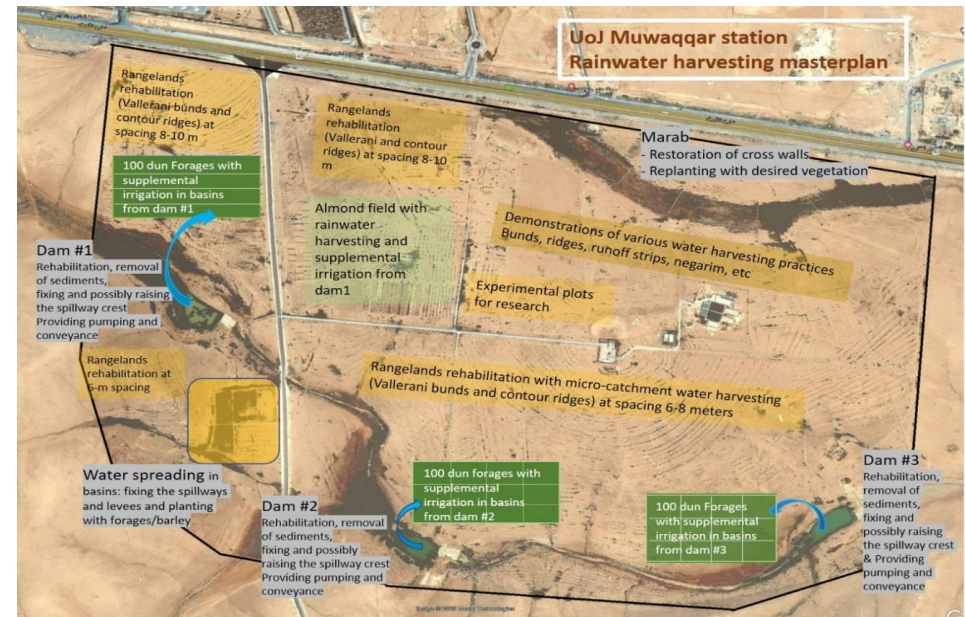 UoJ Muwaqqar station
Rainwater harvesting masterplan
Rangelands
rehabilitation
(Vallerani bunds and
contour ridges) at
spacing 8-10 m
Rangelands
rehabilitation
(Vallerani and contour
ridges) at spacing 8-10
m
Marab
- Restoration of cross walls
- Replanting with desired vegetation
100 dun Forages with
supplemental
irrigation in basins
from dam #1
Almond field with
rainwater
harvesting and
supplemental
irrigation from
dam1
Demonstrations of various water harvesting practices
Bunds, ridges, runoff strips, negarim, etc
Dam #1
Rehabilitation, removal
of sediments,
fixing and possibly raising
the spillway crest
Providing pumping and
conveyance
Experimental plots
for research
Rangelands
rehabilitation at
6-m spacing
Rangelands rehabilitation with micro-catchment water harvesting
(Vallerani bunds and contour ridges) at spacing 6-8 meters
Water spreading in
basins: fixing the spillways
and levees and planting
with forages/barley
Dam #2
Rehabilitation, removal
of sediments,
fixing and possibly
raising the spillway crest
Providing pumping and
conveyance
100 dun forages with
supplemental
irrigation in basins
from dam #2
100 dun Forages
with supplemental
irrigation in basins
from dam #3
Dam #3
Rehabilitation,
removal of
sediments,
fixing and
possibly raising
the spillway crest
& Providing
pumping and
conveyance